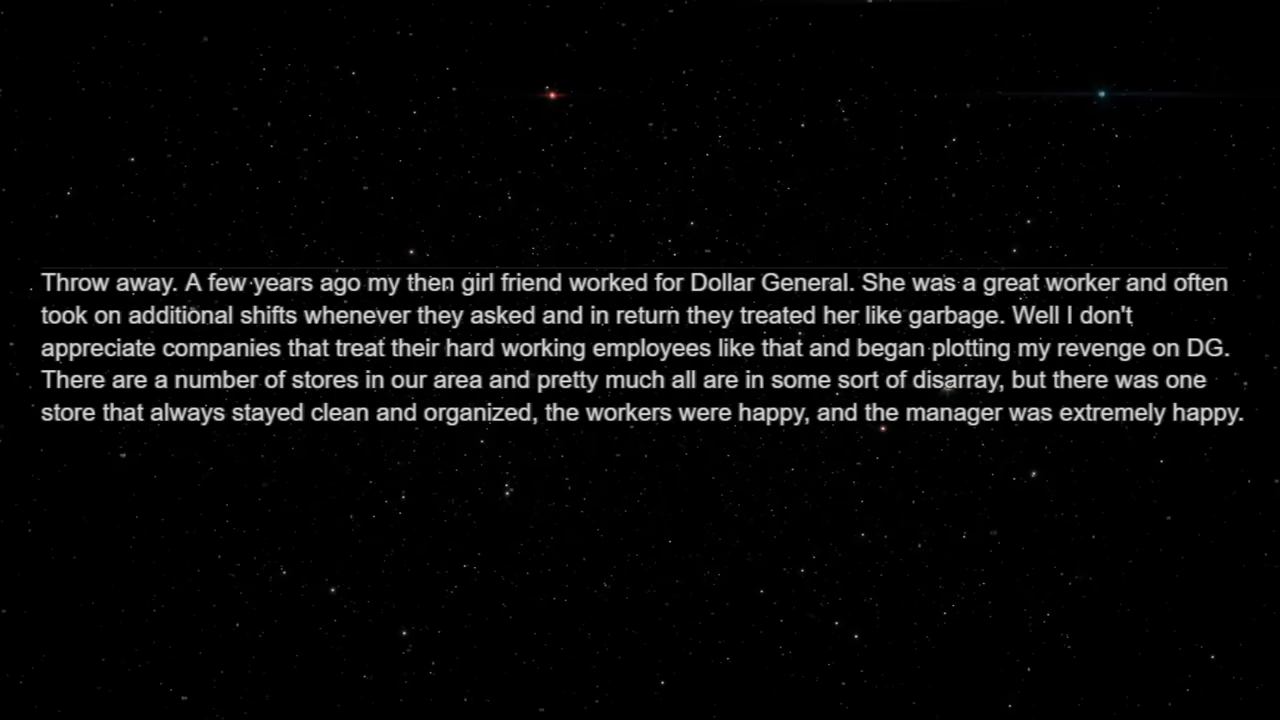 Throw away. A few years ago my then girl friend worked for Dollar General. She was a great worker and often
took on additional shifts whenever they asked and in return they treated her like garbage. Well I don't
appreciate companies that treat their hard working employees like that and began plotting my revenge on DG.
There are a number of stores in our area and pretty much all are in some sort of disarray, but there was one
store that always stayed clean and organized, the workers were happy, and the manager was extremely happy.